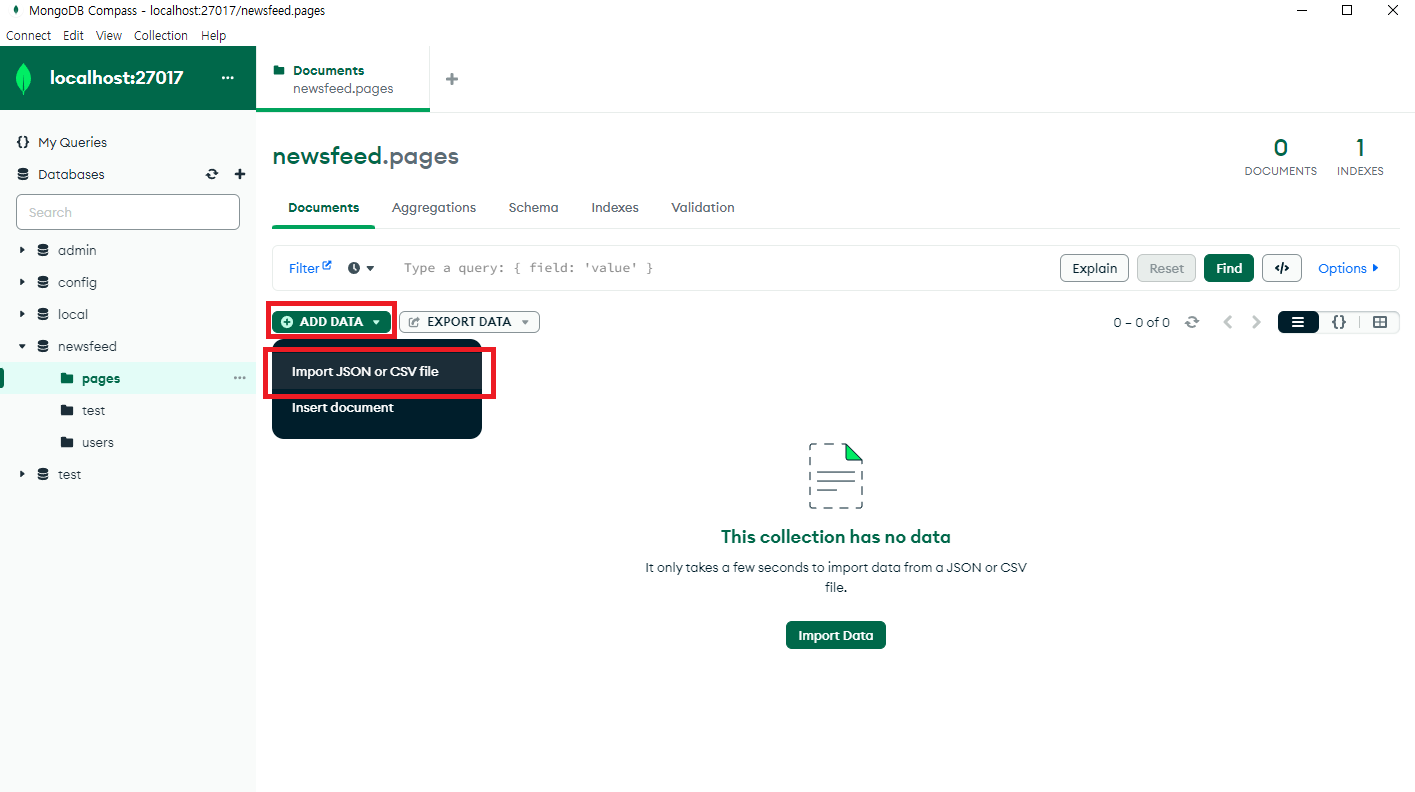 MongoDB Compass - localhost:27017/newsfeed.pages
Connect Edit View Collection Help
localhost:27017 ...
Documents
newsfeed.pages
My Queries
Databases
Search
admin
config
local
newsfeed
pages ...
test
users
test
newsfeed.pages
0 DOCUMENTS
1 INDEXES
Documents Aggregations Schema Indexes Validation
Filter Type a query: { field: 'value' } Explain Reset Find </> Options
ADD DATA EXPORT DATA 0 – 0 of 0 {}
Import JSON or CSV file
Insert document
This collection has no data
It only takes a few seconds to import data from a JSON or CSV
file.
Import Data